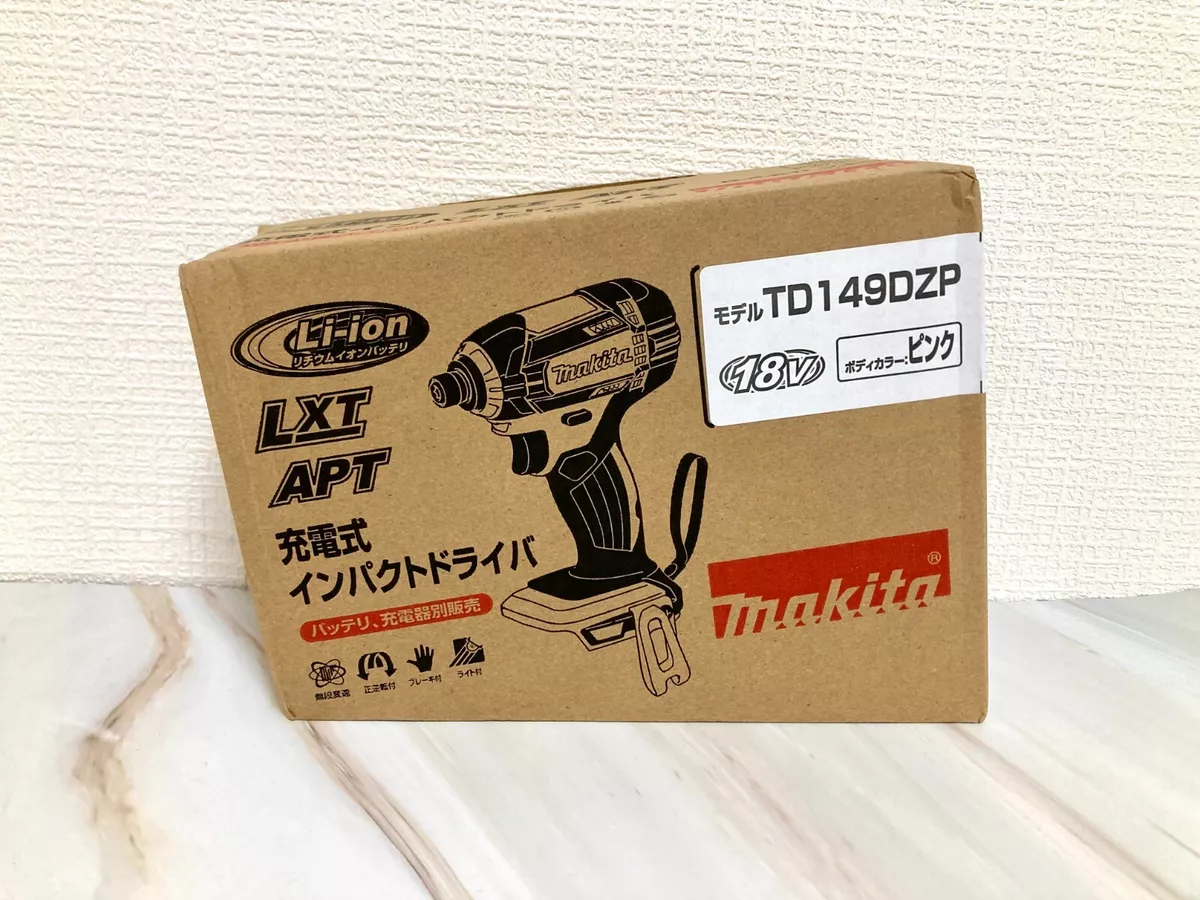 Li-ion
リチウムイオンバッテリ
LXT
APT
充電式
インパクトドライバ
バッテリ、充電器別販売
無段変速
正逆転付
ブレーキ付
ライト付
makita
モデル TD149DZP
18V
ボディカラー:ピンク
makita®